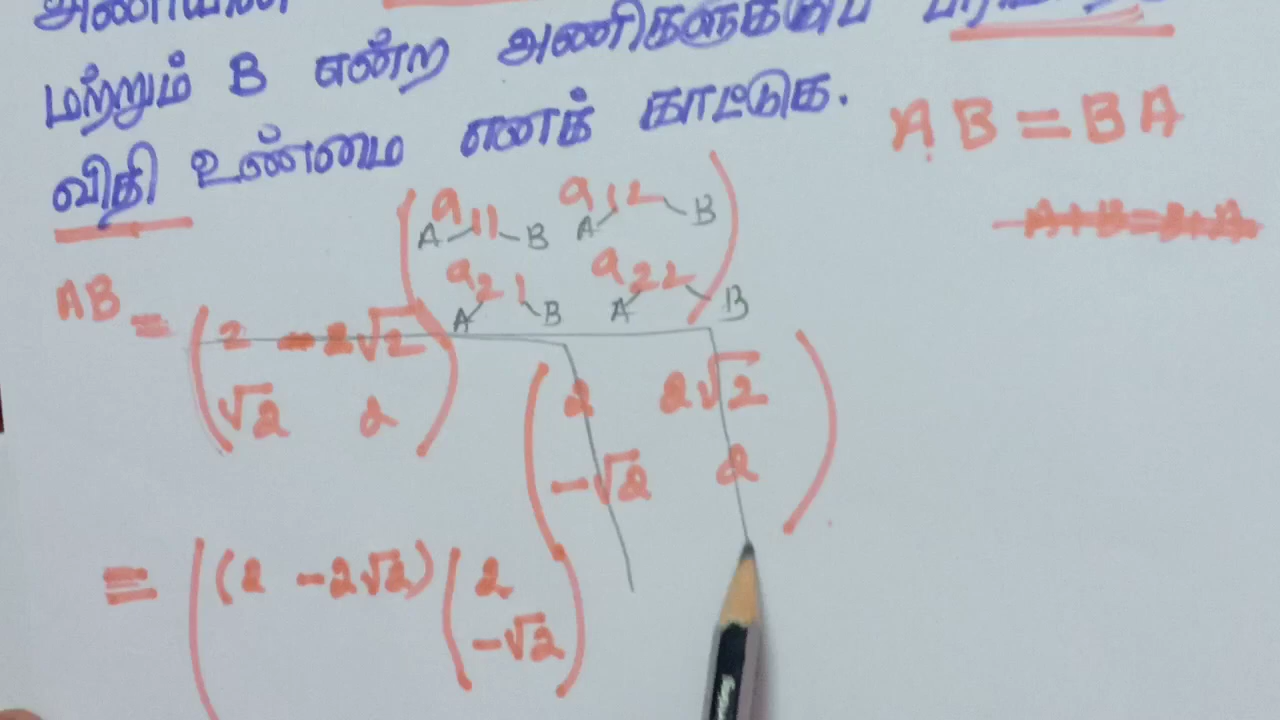 அணியின்
மற்றும் B என்ற அணிகளுக்குப்
விதி உண்மை எனக் காட்டுக.
AB = BA
A+B=B+A
a11 a12
A B A B
a21 a22
A B A B
AB = (2 -2√2
√2 2)
(2 2√2
-√2 2)
= ((2 -2√2) (2
-√2)